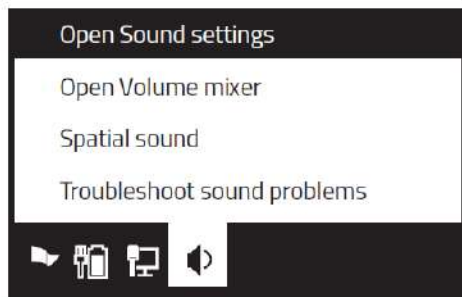 Open Sound settings
Open Volume mixer
Spatial sound
Troubleshoot sound problems